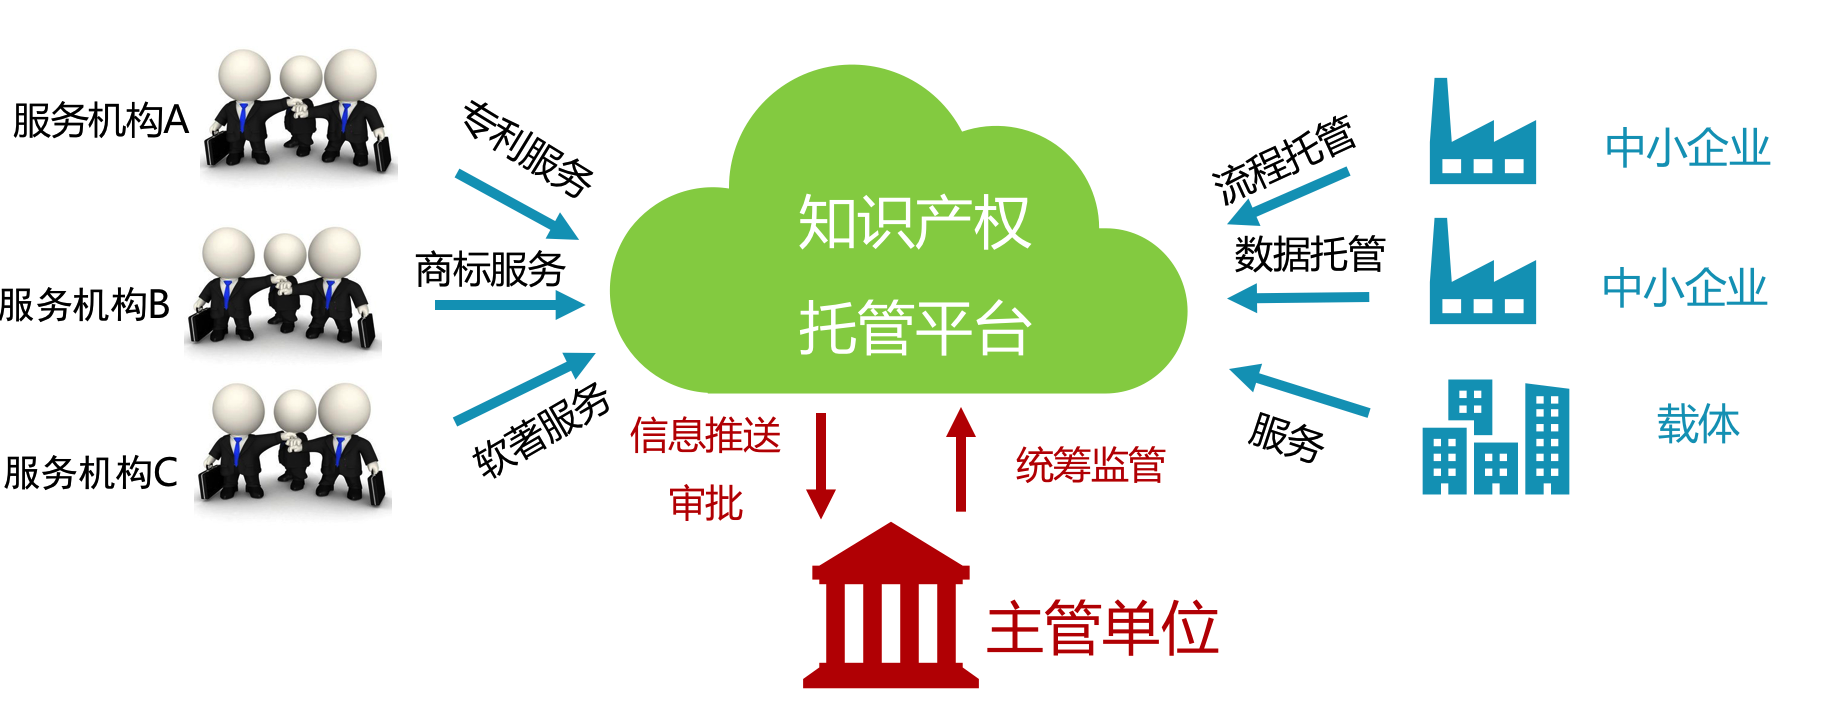 服务机构A
专利服务
服务机构B
商标服务
服务机构C
软著服务
知识产权
托管平台
流程托管
中小企业
数据托管
中小企业
服务
载体
信息推送
审批
统筹监管
主管单位